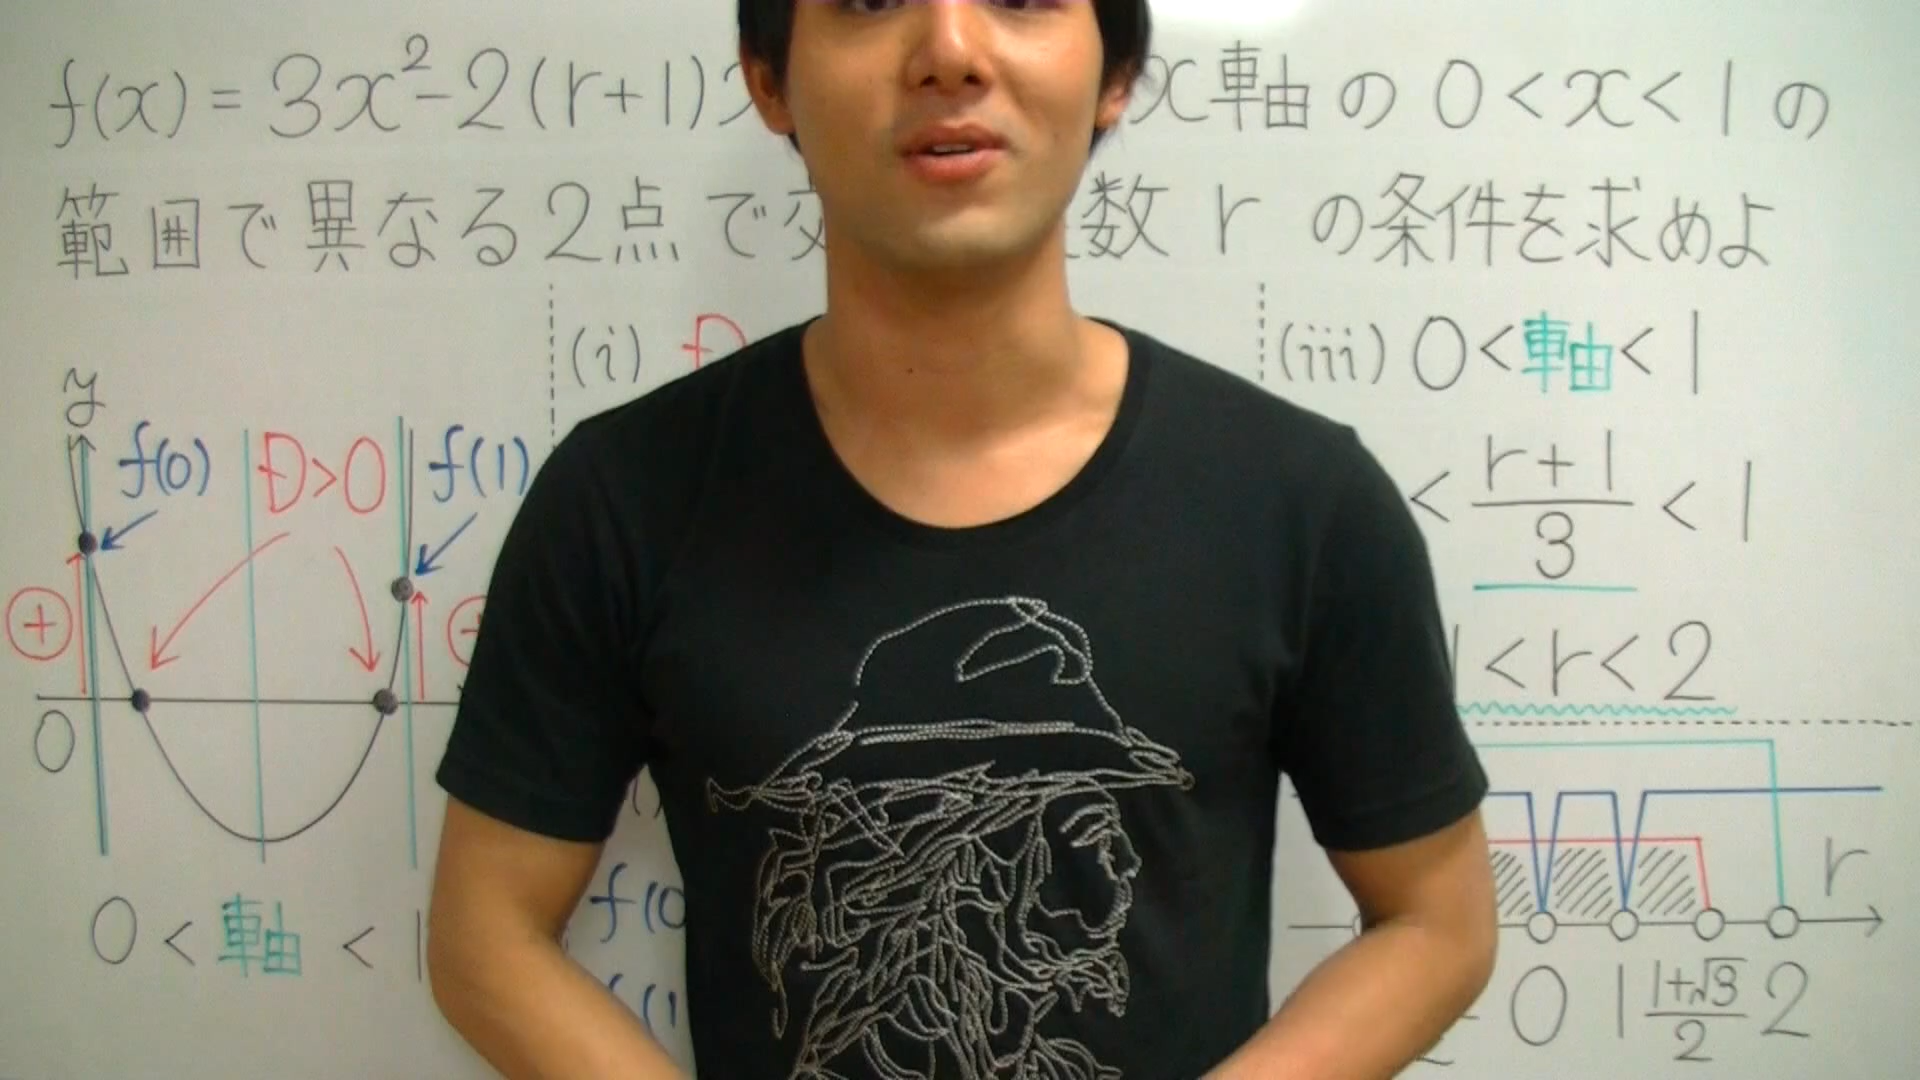 f(x) = 3x²-2(r+1)
x軸の 0<x<1 の
範囲で異なる2点で
数 r の条件を求めよ
y
f(0)
D>0
f(1)
+
0
0<軸<1
(i) D
f(0
f(1
(iii) 0<軸<1
< (r+1)/3 < 1
<r<2
r
0 1 (1+√3)/2 2